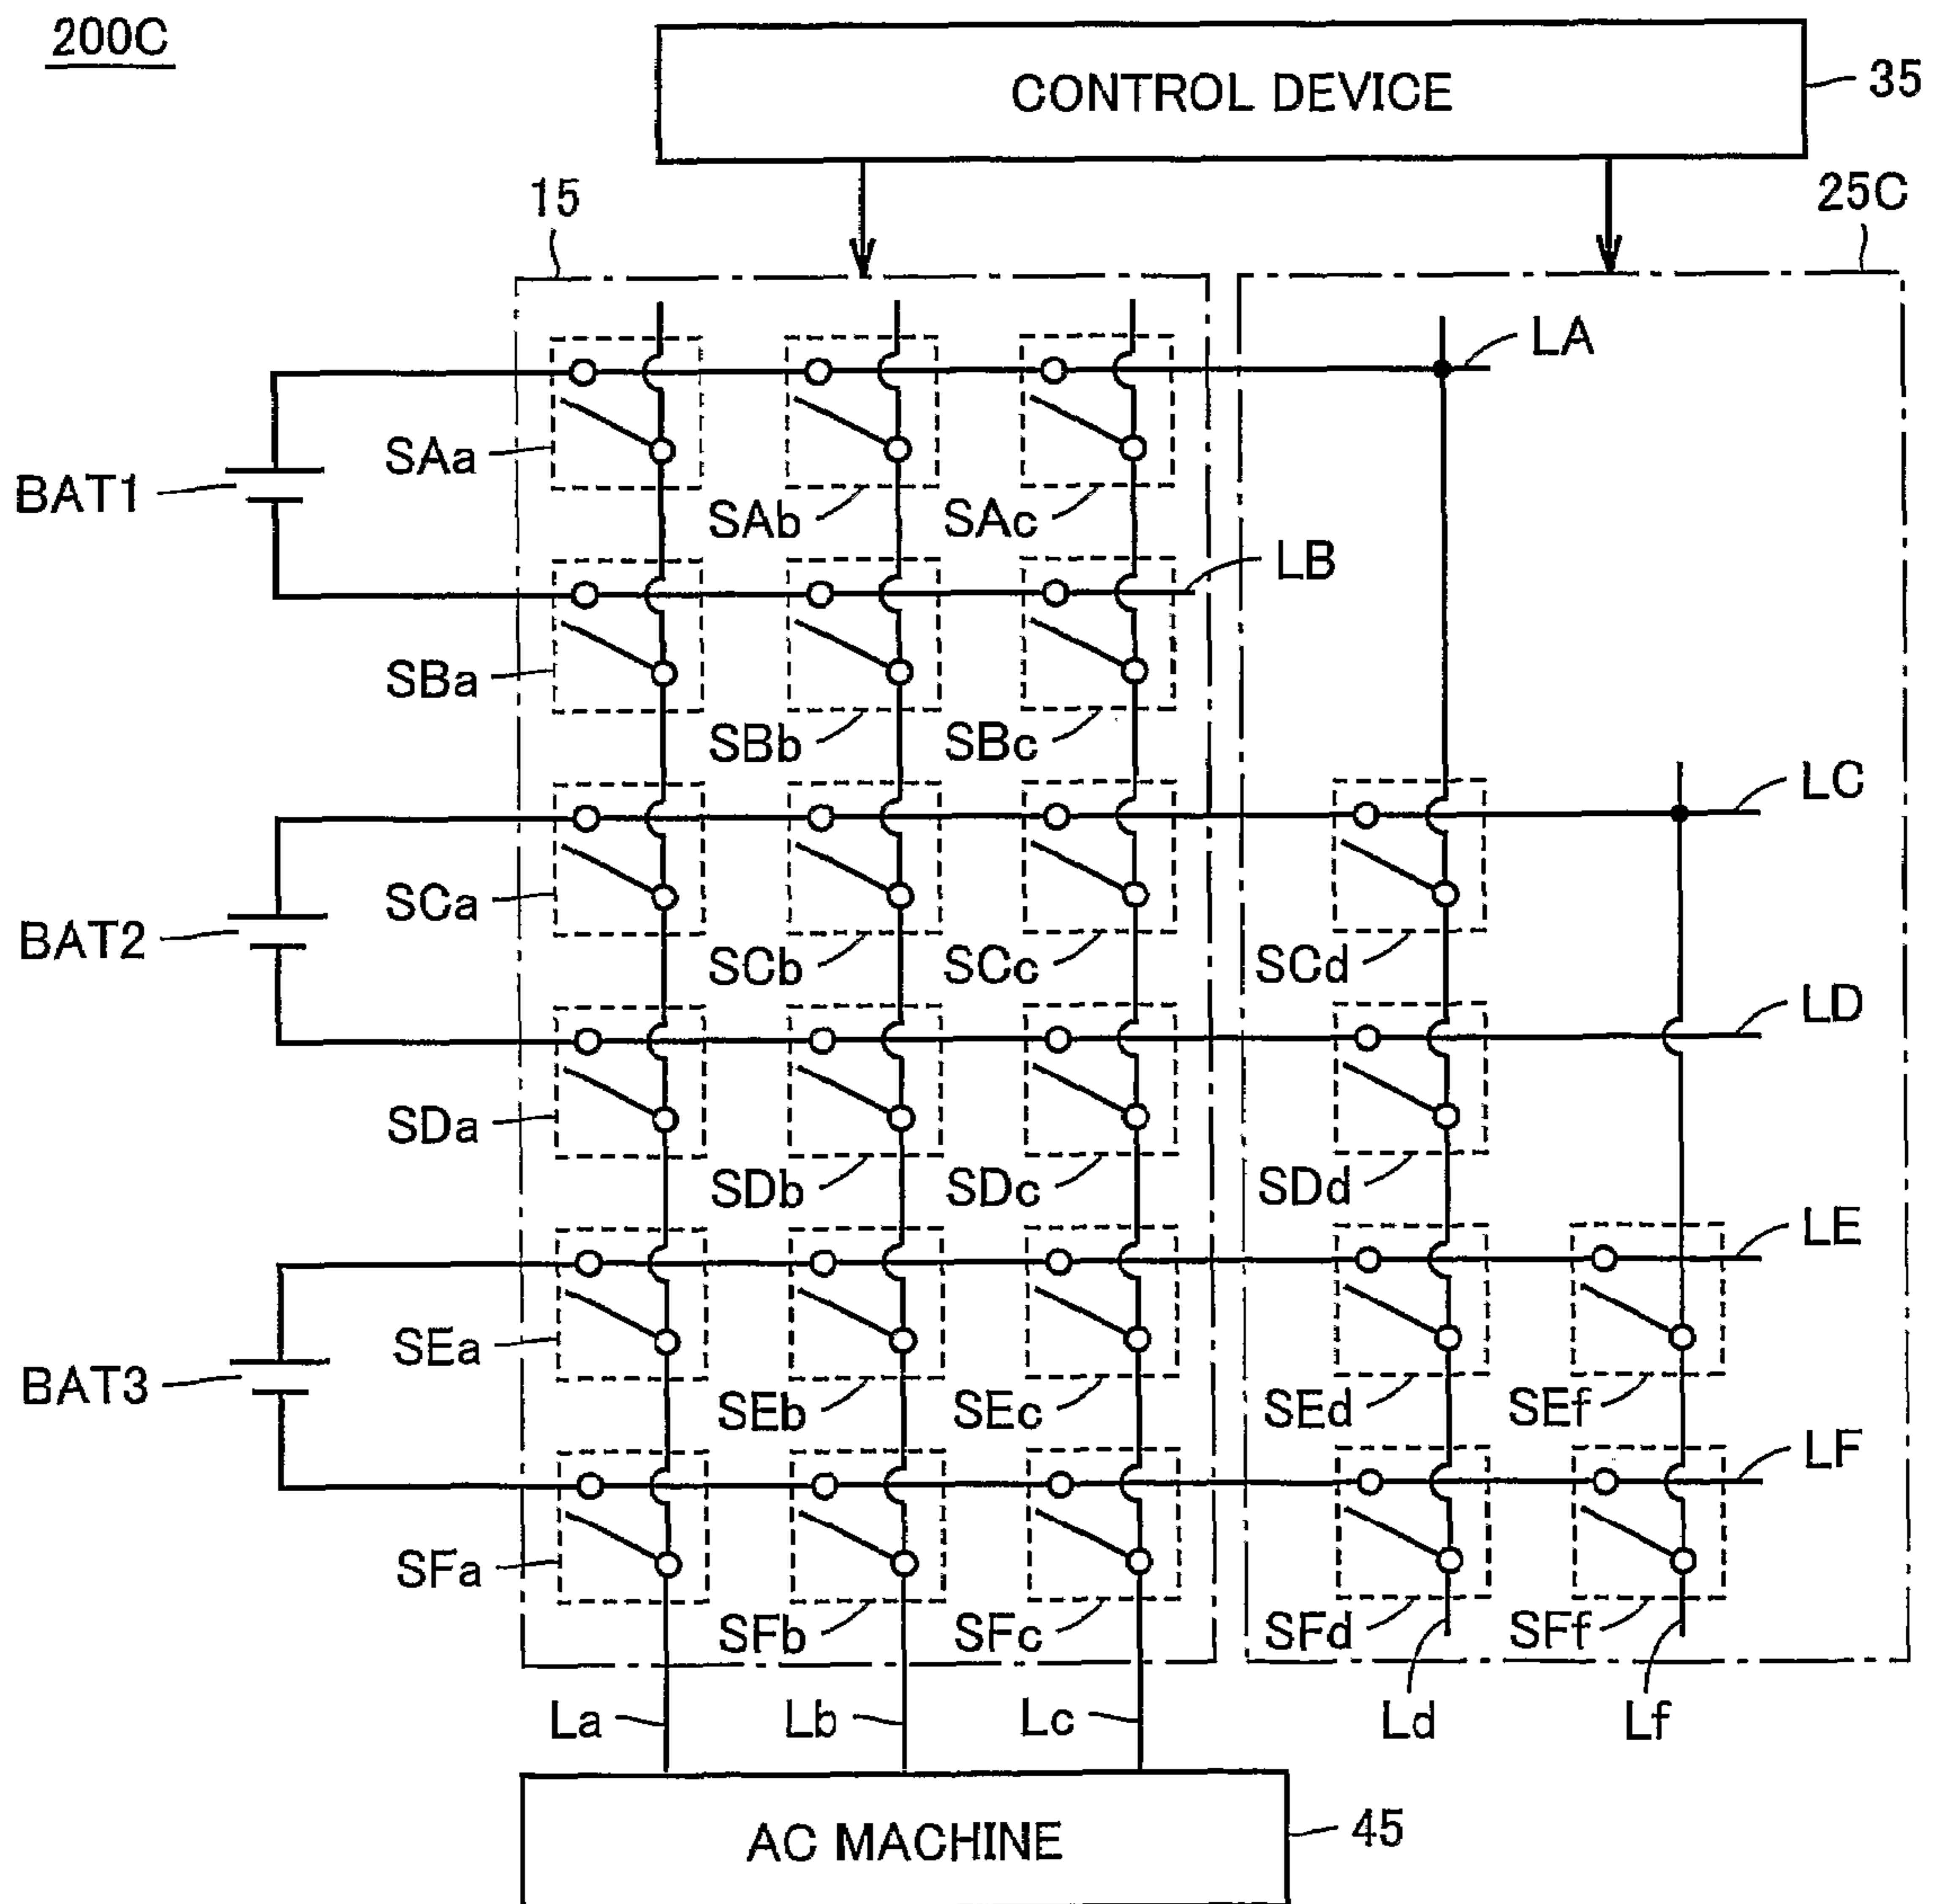 200C
CONTROL DEVICE
35
15
25C
LA
BAT1
SAa
SAb
SAc
LB
SBa
SBb
SBc
LC
BAT2
SCa
SCb
SCc
SCd
LD
SDa
SDb
SDc
SDd
LE
BAT3
SEa
SEb
SEc
SEd
SEf
LF
SFa
SFb
SFc
SFd
SFf
La
Lb
Lc
Ld
Lf
AC MACHINE
45